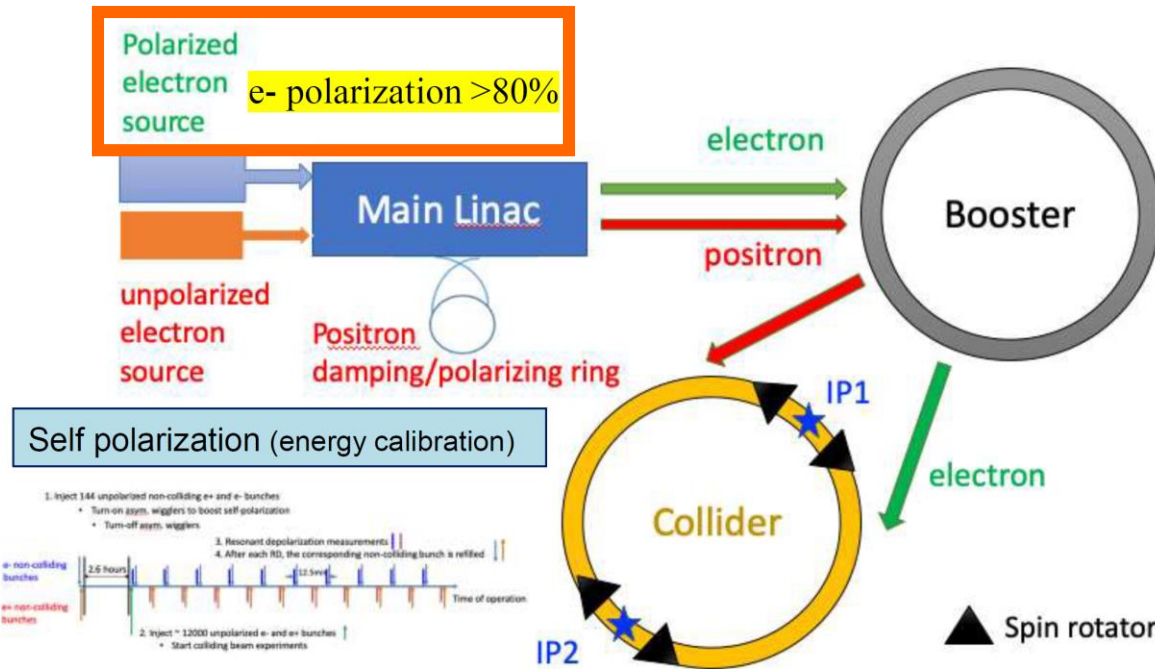 Polarized
electron
source
e- polarization >80%
Main Linac
electron
positron
Booster
unpolarized
electron
source
Positron
damping/polarizing ring
IP1
Self polarization (energy calibration)
electron
Collider
1. Inject 144 unpolarized non-colliding e+ and e- bunches
• Turn-on asym. wigglers to boost self-polarization
• Turn-off asym. wigglers
3. Resonant depolarization measurements
4. After each RD, the corresponding non-colliding bunch is refilled
e- non-colliding
bunches
2.6 hours
12.5min
Time of operation
e+ non-colliding
bunches
2. Inject ~ 12000 unpolarized e- and e+ bunches
• Start colliding beam experiments
IP2
Spin rotator